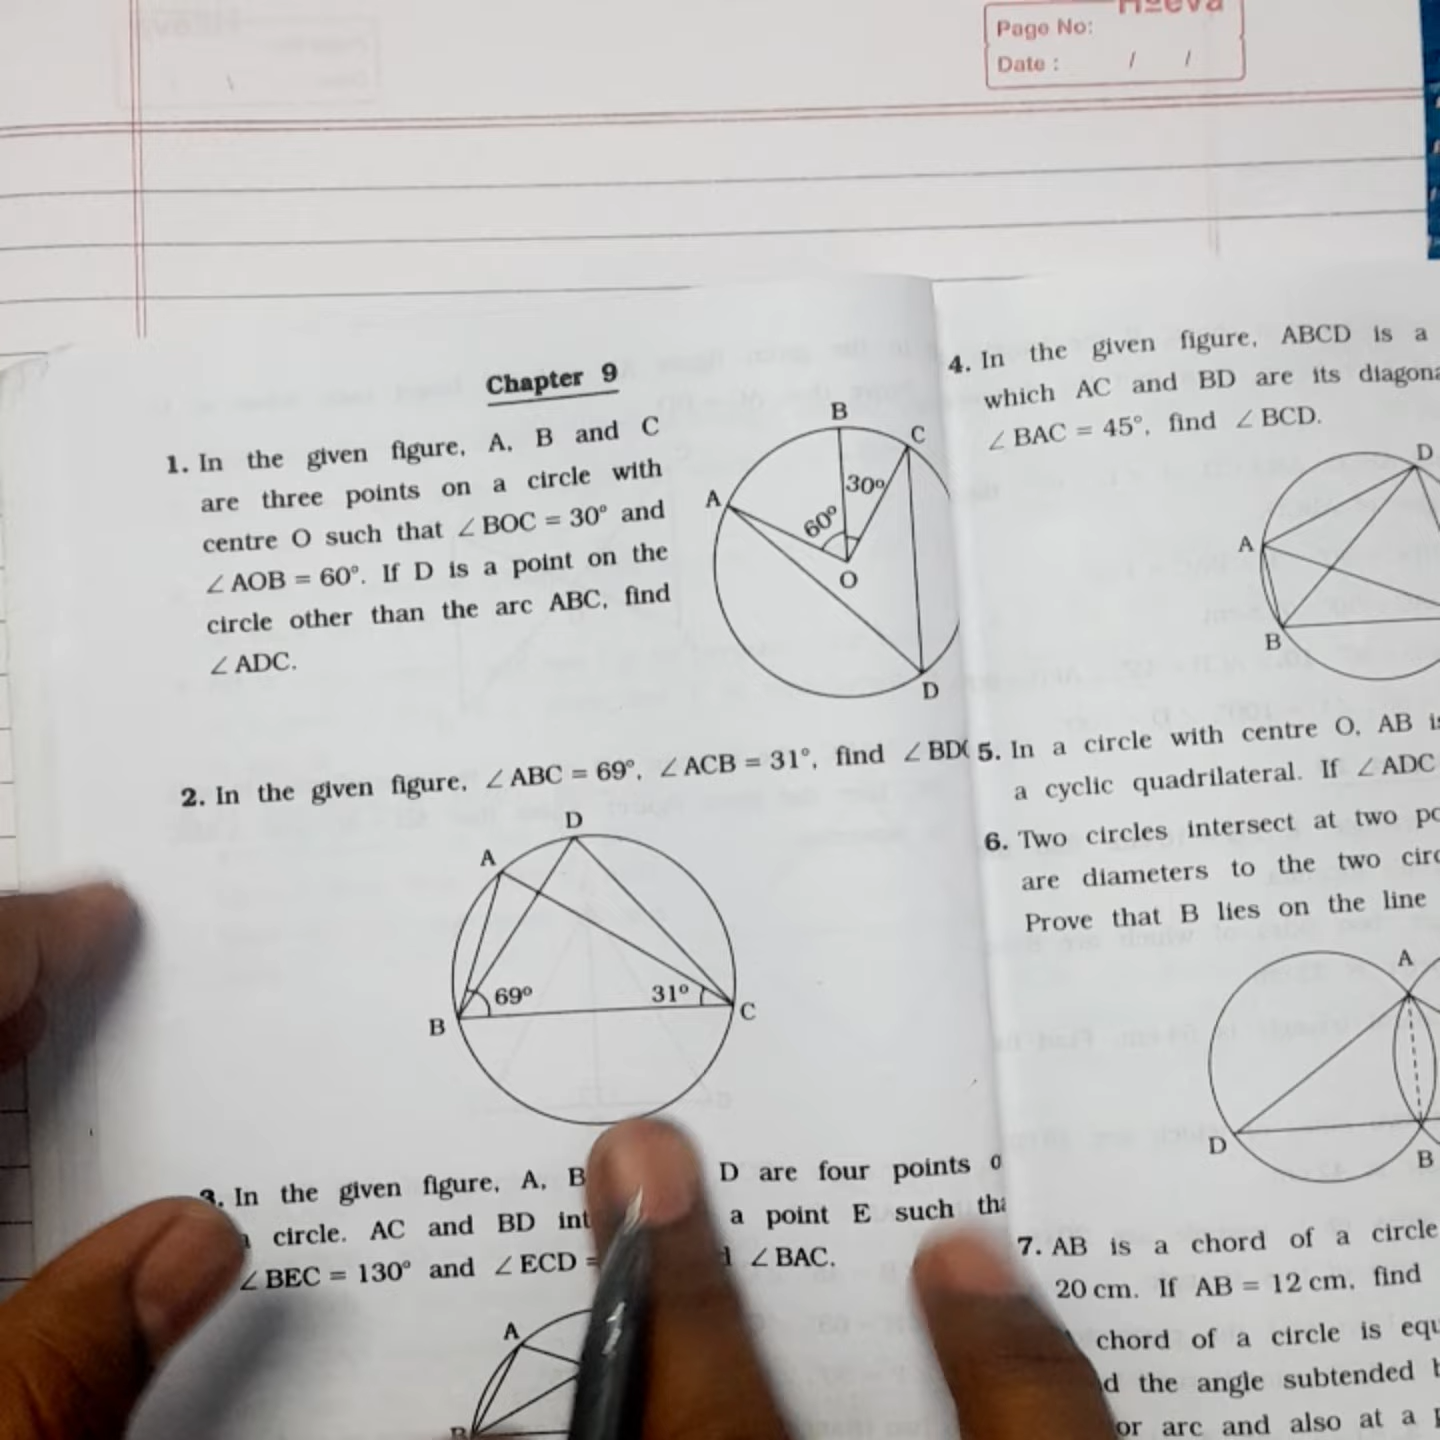 Page No:
Date : / /
Chapter 9
1. In the given figure, A, B and C
are three points on a circle with
centre O such that ∠BOC = 30° and
∠AOB = 60°. If D is a point on the
circle other than the arc ABC, find
∠ADC.
A
B
C
60°
30°
O
D
2. In the given figure, ∠ABC = 69°, ∠ACB = 31°, find ∠BD
D
A
69°
31°
B
C
3. In the given figure, A, B D are four points
circle. AC and BD a point E such
∠BEC = 130° and ∠ECD = ∠BAC.
A
B
4. In the given figure, ABCD is a
which AC and BD are its
∠BAC = 45°, find ∠BCD.
D
A
B
5. In a circle with centre O, AB
a cyclic quadrilateral. If ∠ADC
6. Two circles intersect at two
are diameters to the two
Prove that B lies on the line
A
D
B
7. AB is a chord of a circle
20 cm. If AB = 12 cm, find
chord of a circle is
the angle subtended
or arc and also at a